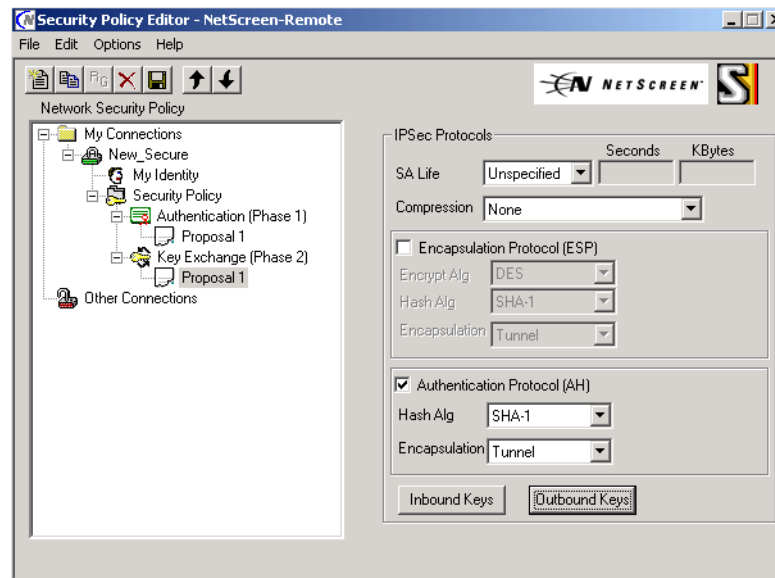 Security Policy Editor - NetScreen-Remote
File Edit Options Help
NETSCREEN
Network Security Policy
My Connections
New_Secure
My Identity
Security Policy
Authentication (Phase 1)
Proposal 1
Key Exchange (Phase 2)
Proposal 1
Other Connections
IPSec Protocols
Seconds KBytes
SA Life Unspecified
Compression None
Encapsulation Protocol (ESP)
Encrypt Alg DES
Hash Alg SHA-1
Encapsulation Tunnel
Authentication Protocol (AH)
Hash Alg SHA-1
Encapsulation Tunnel
Inbound Keys Outbound Keys